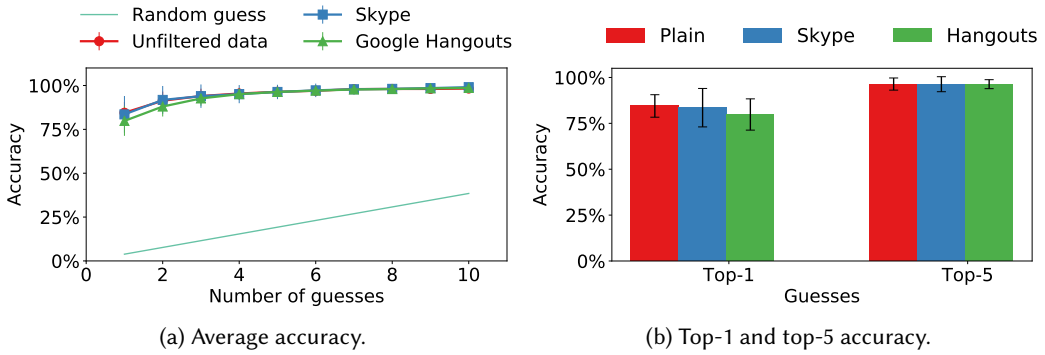 Random guess
Unfiltered data
Skype
Google Hangouts
100%
75%
50%
25%
0%
Accuracy
0 2 4 6 8 10
Number of guesses
(a) Average accuracy.
Plain Skype Hangouts
100%
75%
50%
25%
0%
Accuracy
Top-1 Top-5
Guesses
(b) Top-1 and top-5 accuracy.